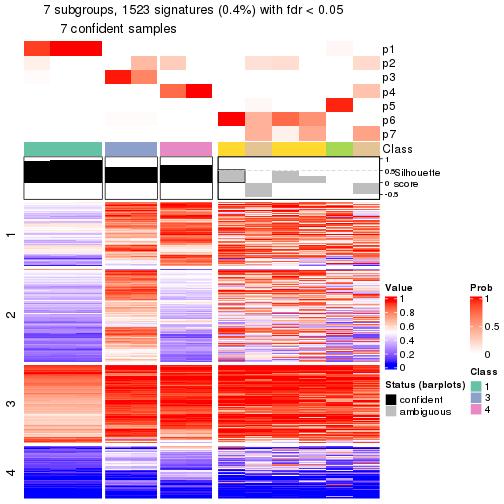 7 subgroups, 1523 signatures (0.4%) with fdr < 0.05
7 confident samples
p1
p2
p3
p4
p5
p6
p7
Class
1
0.5
0
-0.5
Silhouette
score
1
2
3
4
Value
1
0.8
0.6
0.4
0.2
0
Prob
1
0.5
0
Status (barplots)
confident
ambiguous
Class
1
3
4